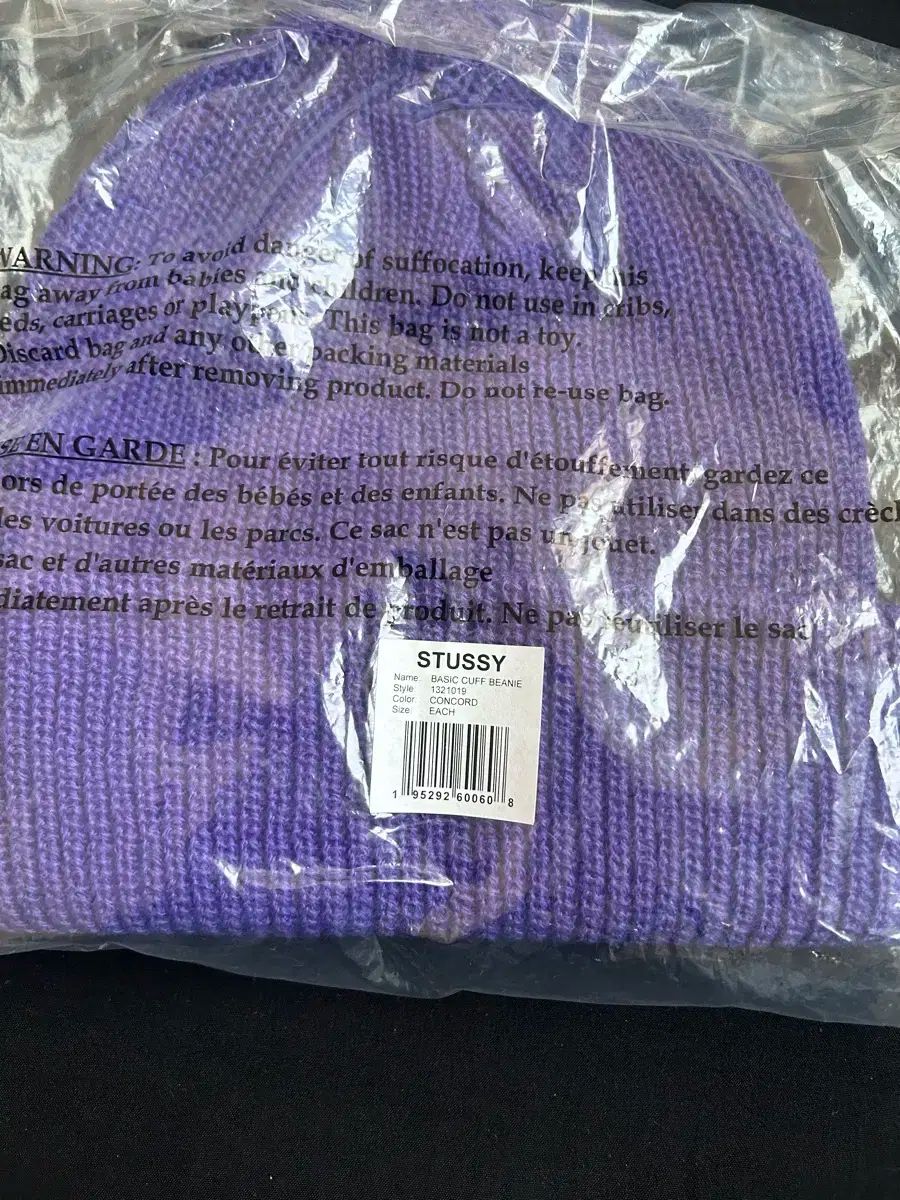 WARNING: To avoid danger of suffocation, keep this
ag away from babies and children. Do not use in cribs,
eds, carriages or playpens. This bag is not a toy.
Discard bag and any other packing materials
immediately after removing product. Do not re-use bag.
EN GARDE : Pour éviter tout risque d'étouffement, gardez ce
ors de portée des bébés et des enfants. Ne pas utiliser dans des crècl
les voitures ou les parcs. Ce sac n'est pas un jouet.
sac et d'autres matériaux d'emballage
diatement après le retrait de produit. Ne pas réutiliser le sac
STUSSY
Name: BASIC CUFF BEANIE
Style: 1321019
Color: CONCORD
Size: EACH
1 95292 60060 8